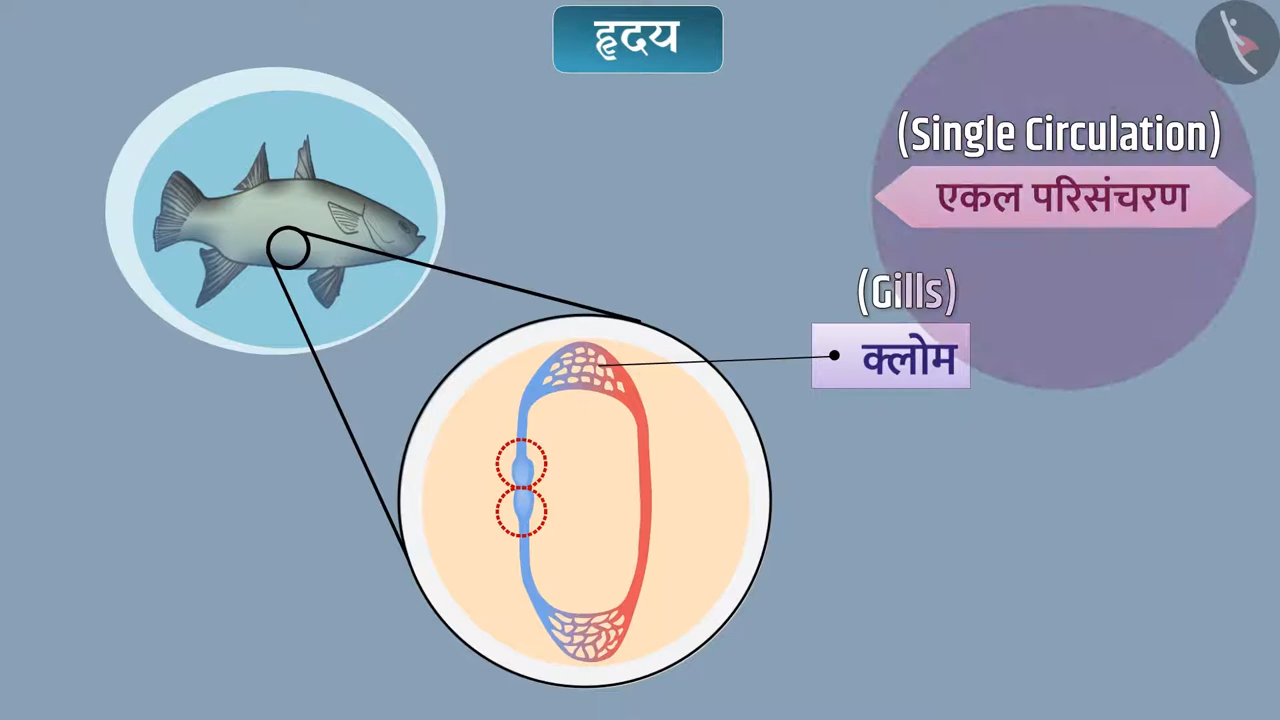 हृदय
(Single Circulation)
एकल परिसंचरण
(Gills)
क्लोम